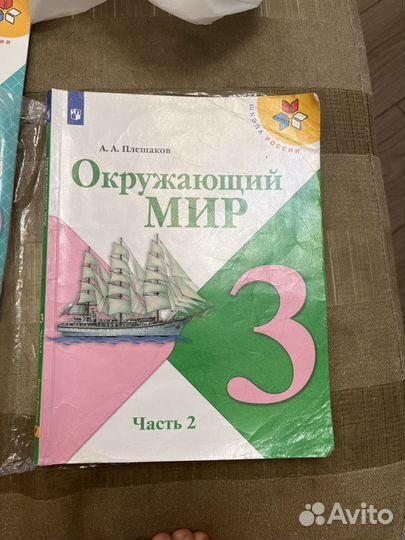 ШКОЛА РОССИИ
А. А. Плешаков
Окружающий
МИР
3
Часть 2
Avito